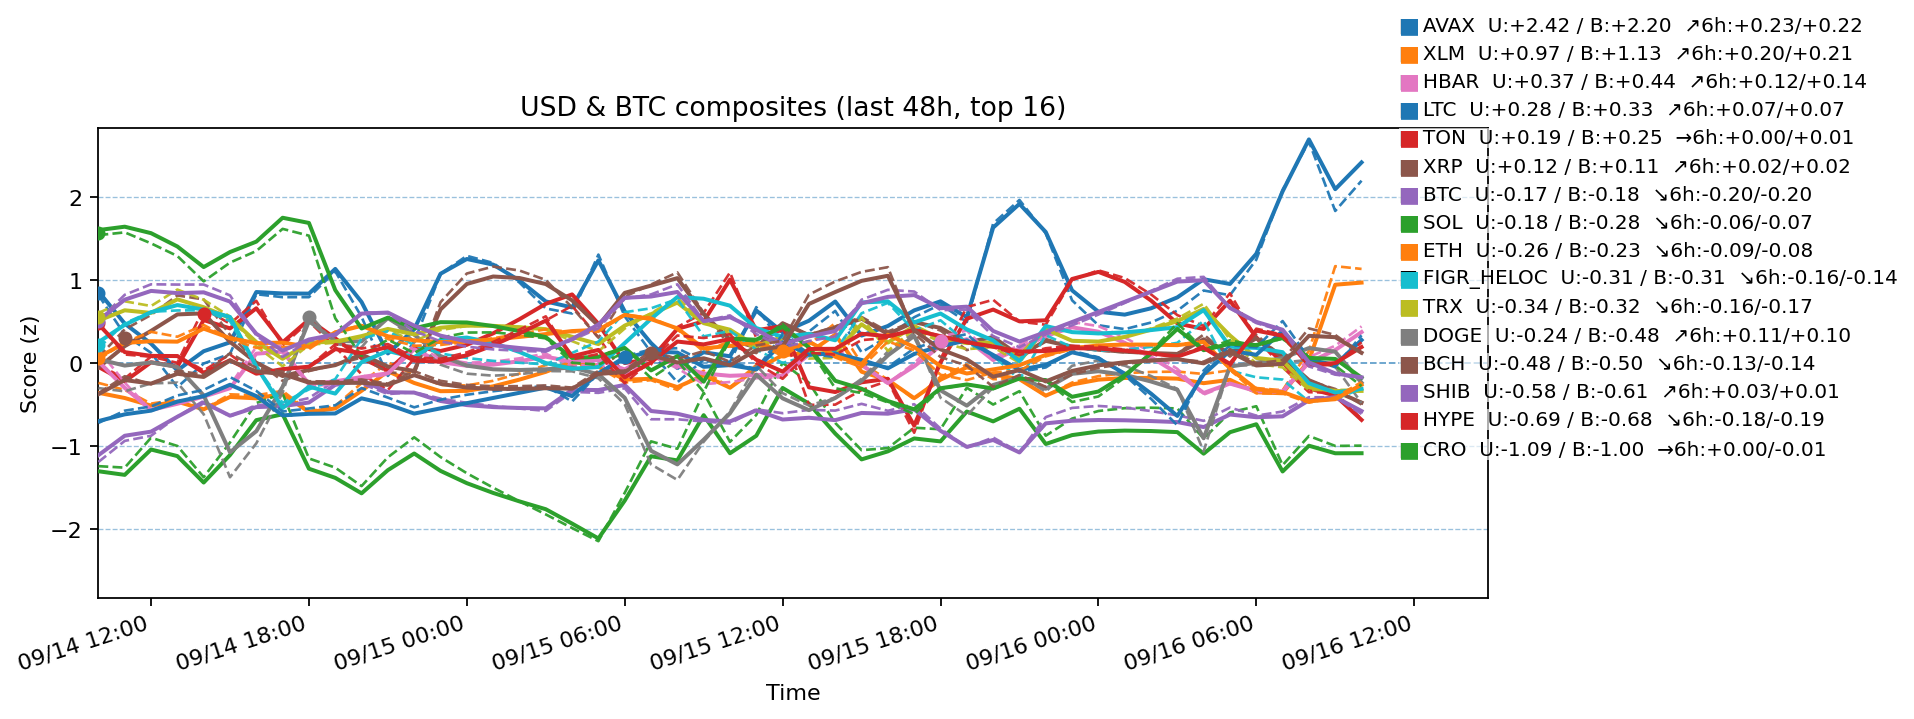 AVAX  U:+2.42 / B:+2.20  ↗6h:+0.23/+0.22
XLM  U:+0.97 / B:+1.13  ↗6h:+0.20/+0.21
HBAR  U:+0.37 / B:+0.44  ↗6h:+0.12/+0.14
LTC  U:+0.28 / B:+0.33  ↗6h:+0.07/+0.07
TON  U:+0.19 / B:+0.25  →6h:+0.00/+0.01
XRP  U:+0.12 / B:+0.11  ↗6h:+0.02/+0.02
BTC  U:-0.17 / B:-0.18  ↘6h:-0.20/-0.20
SOL  U:-0.18 / B:-0.28  ↘6h:-0.06/-0.07
ETH  U:-0.26 / B:-0.23  ↘6h:-0.09/-0.08
FIGR_HELOC  U:-0.31 / B:-0.31  ↘6h:-0.16/-0.14
TRX  U:-0.34 / B:-0.32  ↘6h:-0.16/-0.17
DOGE  U:-0.24 / B:-0.48  ↗6h:+0.11/+0.10
BCH  U:-0.48 / B:-0.50  ↘6h:-0.13/-0.14
SHIB  U:-0.58 / B:-0.61  ↗6h:+0.03/+0.01
HYPE  U:-0.69 / B:-0.68  ↘6h:-0.18/-0.19
CRO  U:-1.09 / B:-1.00  →6h:+0.00/-0.01
USD & BTC composites (last 48h, top 16)
Score (z)
2
1
0
−1
−2
09/14 12:00
09/14 18:00
09/15 00:00
09/15 06:00
09/15 12:00
09/15 18:00
09/16 00:00
09/16 06:00
09/16 12:00
Time